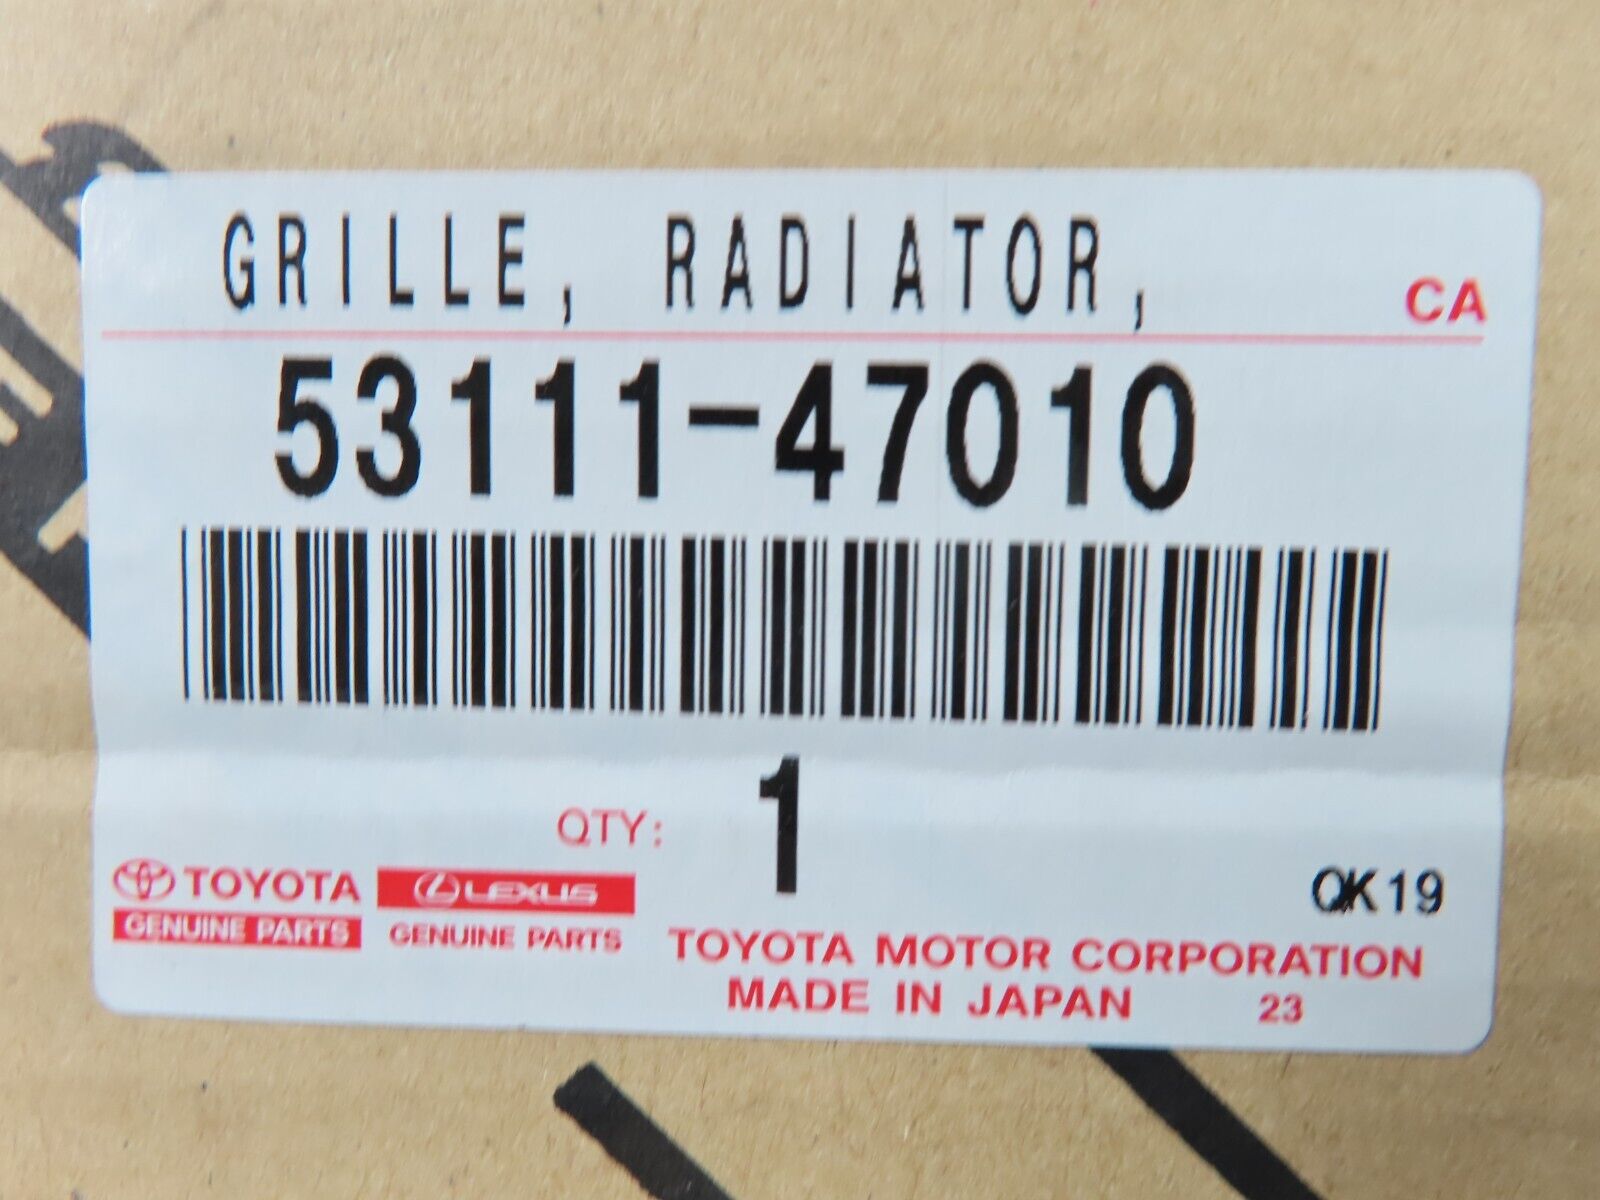 GRILLE, RADIATOR,
CA
53111-47010
QTY: 1
QK19
TOYOTA
GENUINE PARTS
LEXUS
GENUINE PARTS
TOYOTA MOTOR CORPORATION
MADE IN JAPAN 23